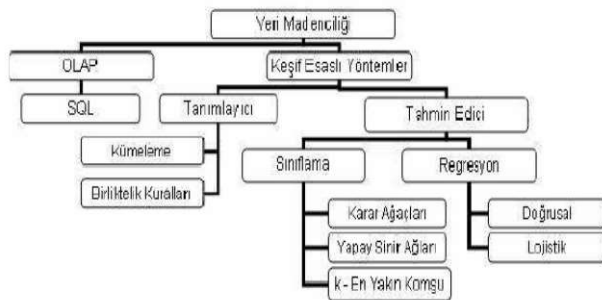 Veri Madenciliği
OLAP
Keşif Esaslı Yöntemler
SQL
Tanımlayıcı
Tahmin Edici
Kümeleme
Sınıflama
Regresyon
Birliktelik Kuralları
Karar Ağaçları
Doğrusal
Yapay Sinir Ağları
Lojistik
k - En Yakın Komşu